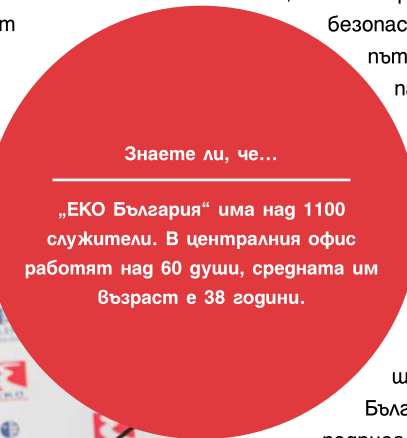 т
безопас
път
Знаете ли, че...
„ЕКО България“ има над 1100
служители. В централния офис
работят над 60 души, средната им
възраст е 38 години.
Бълга